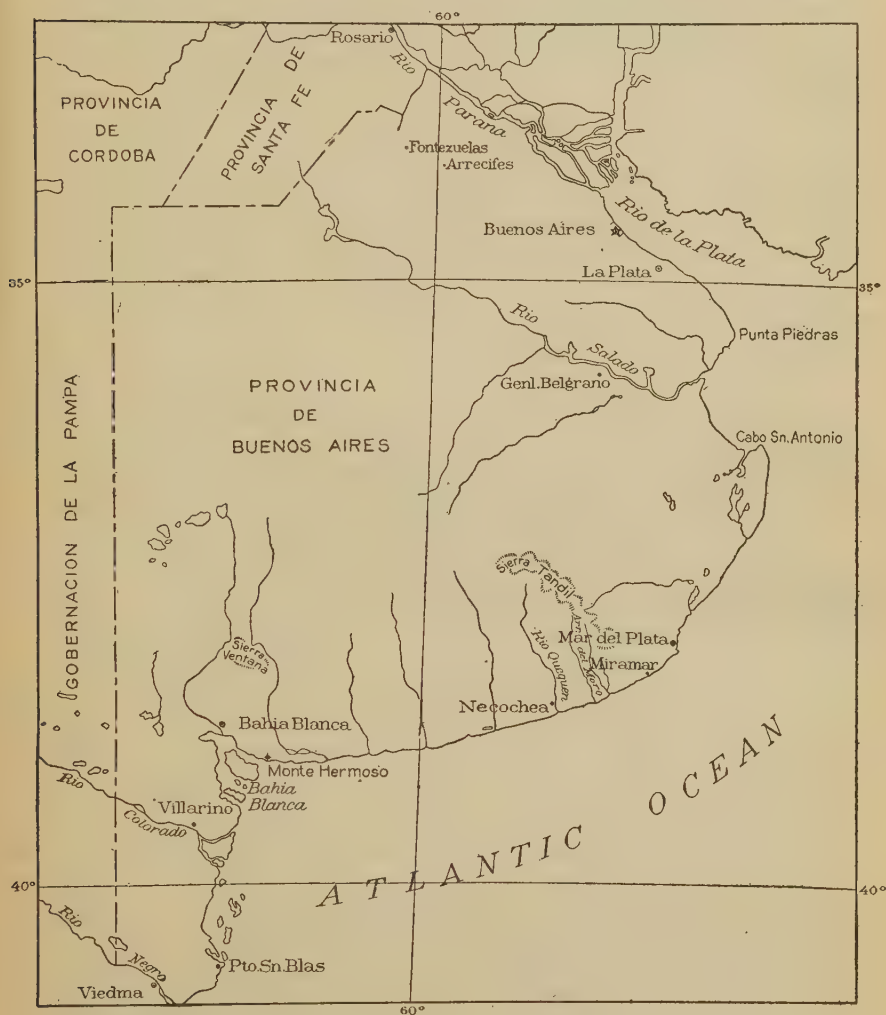 60°
Rosario
Rio
Parana
PROVINCIA
DE
CORDOBA
PROVINCIA DE
SANTA FE
Fontezuelas
Arrecifes
Buenos Aires
Rio de la Plata
La Plata
35°
35°
Rio
Salado
Punta Piedras
Genl. Belgrano
PROVINCIA
DE
BUENOS AIRES
Cabo Sn. Antonio
GOBERNACION DE LA PAMPA
Sierra Tandil
Sierra
Ventana
Mar del Plata
Arr. del Moro
Rio Quequen
Miramar
Necochea
Bahia Blanca
Monte Hermoso
Bahia
Blanca
Rio
Colorado
Villarino
ATLANTIC OCEAN
40°
40°
Rio
Negro
Pto. Sn. Blas
Viedma
60°